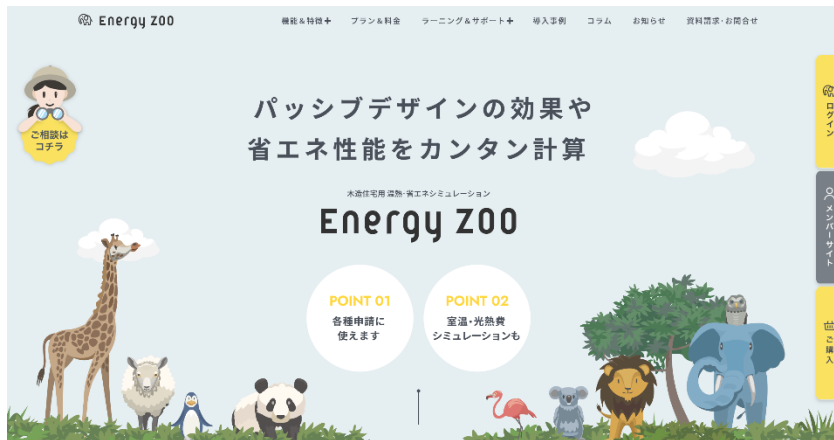 Energy ZOO
機能&特徴＋
プラン&料金
ラーニング&サポート＋
導入事例
コラム
お知らせ
資料請求・お問合せ
ご相談は
コチラ
パッシブデザインの効果や
省エネ性能をカンタン計算
木造住宅用 温熱・省エネシミュレーション
Energy ZOO
POINT 01
各種申請に
使えます
POINT 02
室温・光熱費
シミュレーションも
ログイン
メンバーサイト
ご購入